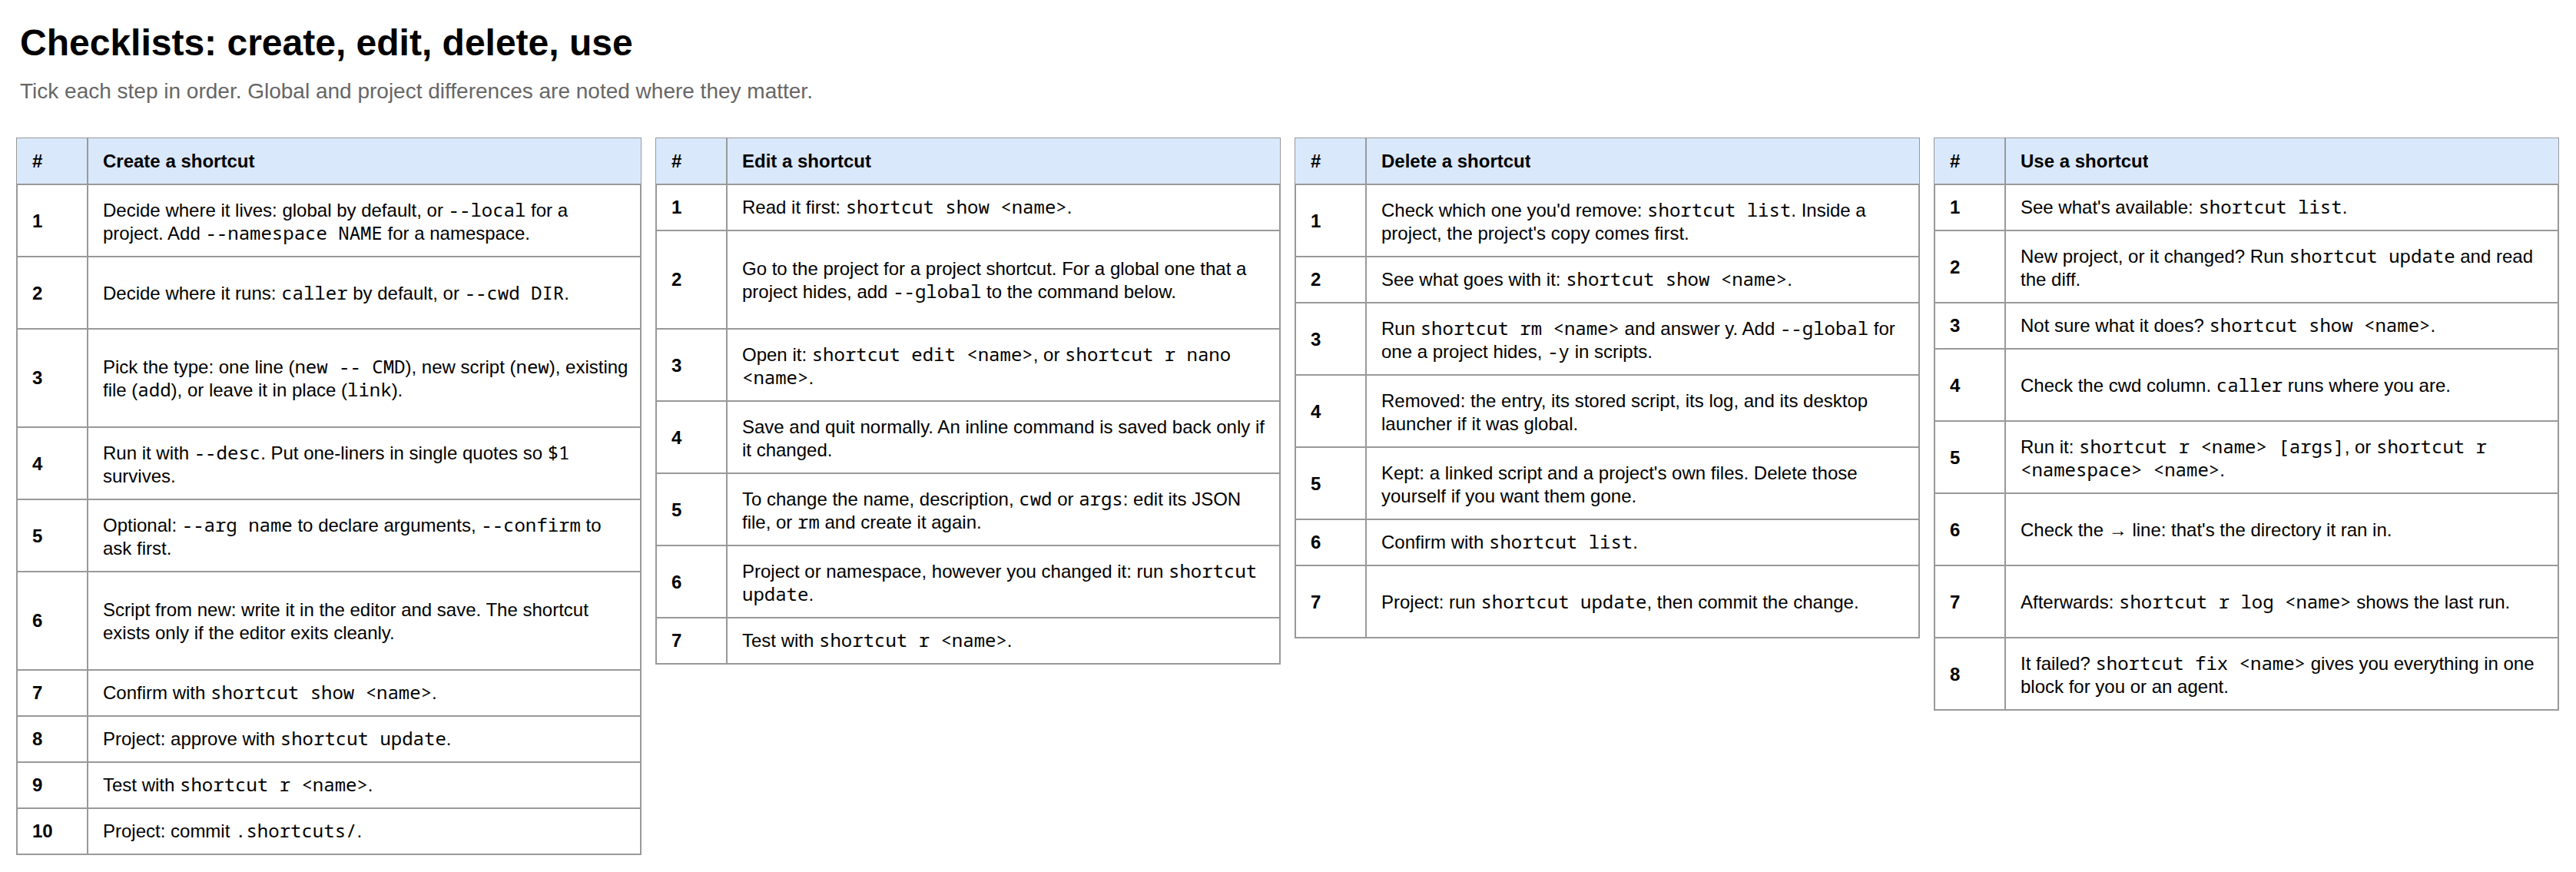 Checklists: create, edit, delete, use
Tick each step in order. Global and project differences are noted where they matter.
# Create a shortcut
1 Decide where it lives: global by default, or --local for a
project. Add --namespace NAME for a namespace.
2 Decide where it runs: caller by default, or --cwd DIR.
3 Pick the type: one line (new -- CMD), new script (new), existing
file (add), or leave it in place (link).
4 Run it with --desc. Put one-liners in single quotes so $1
survives.
5 Optional: --arg name to declare arguments, --confirm to
ask first.
6 Script from new: write it in the editor and save. The shortcut
exists only if the editor exits cleanly.
7 Confirm with shortcut show <name>.
8 Project: approve with shortcut update.
9 Test with shortcut r <name>.
10 Project: commit .shortcuts/.
# Edit a shortcut
1 Read it first: shortcut show <name>.
2 Go to the project for a project shortcut. For a global one that a
project hides, add --global to the command below.
3 Open it: shortcut edit <name>, or shortcut r nano
<name>.
4 Save and quit normally. An inline command is saved back only if
it changed.
5 To change the name, description, cwd or args: edit its JSON
file, or rm and create it again.
6 Project or namespace, however you changed it: run shortcut
update.
7 Test with shortcut r <name>.
# Delete a shortcut
1 Check which one you'd remove: shortcut list. Inside a
project, the project's copy comes first.
2 See what goes with it: shortcut show <name>.
3 Run shortcut rm <name> and answer y. Add --global for
one a project hides, -y in scripts.
4 Removed: the entry, its stored script, its log, and its desktop
launcher if it was global.
5 Kept: a linked script and a project's own files. Delete those
yourself if you want them gone.
6 Confirm with shortcut list.
7 Project: run shortcut update, then commit the change.
# Use a shortcut
1 See what's available: shortcut list.
2 New project, or it changed? Run shortcut update and read
the diff.
3 Not sure what it does? shortcut show <name>.
4 Check the cwd column. caller runs where you are.
5 Run it: shortcut r <name> [args], or shortcut r
<namespace> <name>.
6 Check the → line: that's the directory it ran in.
7 Afterwards: shortcut r log <name> shows the last run.
8 It failed? shortcut fix <name> gives you everything in one
block for you or an agent.